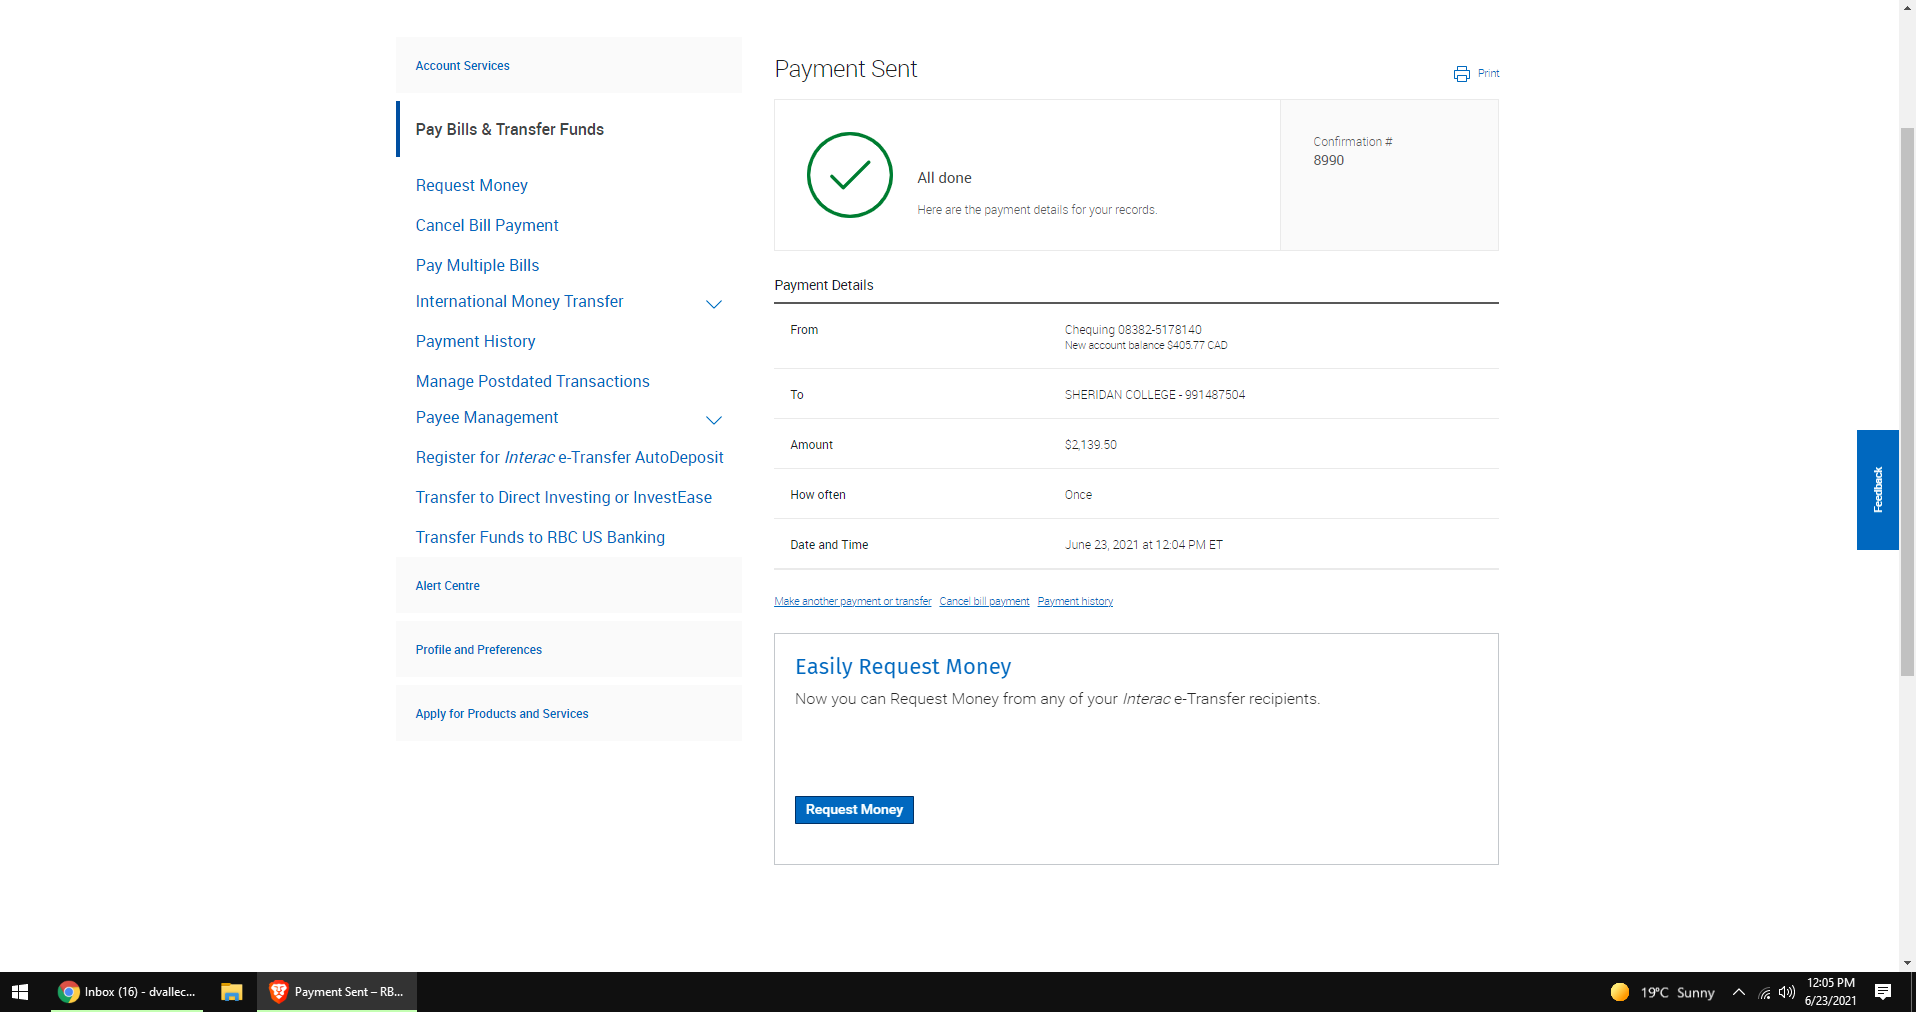 Account Services
Pay Bills & Transfer Funds
Request Money
Cancel Bill Payment
Pay Multiple Bills
International Money Transfer
Payment History
Manage Postdated Transactions
Payee Management
Register for Interac e-Transfer AutoDeposit
Transfer to Direct Investing or InvestEase
Transfer Funds to RBC US Banking
Alert Centre
Profile and Preferences
Apply for Products and Services
Payment Sent
Print
All done
Here are the payment details for your records.
Confirmation #
8990
Payment Details
From
Chequing 08382-5178140
New account balance $405.77 CAD
To
SHERIDAN COLLEGE - 991487504
Amount
$2,139.50
How often
Once
Date and Time
June 23, 2021 at 12:04 PM ET
Make another payment or transfer Cancel bill payment Payment history
Easily Request Money
Now you can Request Money from any of your Interac e-Transfer recipients.
Request Money
Feedback
Inbox (16) - dvallec...
Payment Sent – RB...
19°C Sunny
12:05 PM
6/23/2021